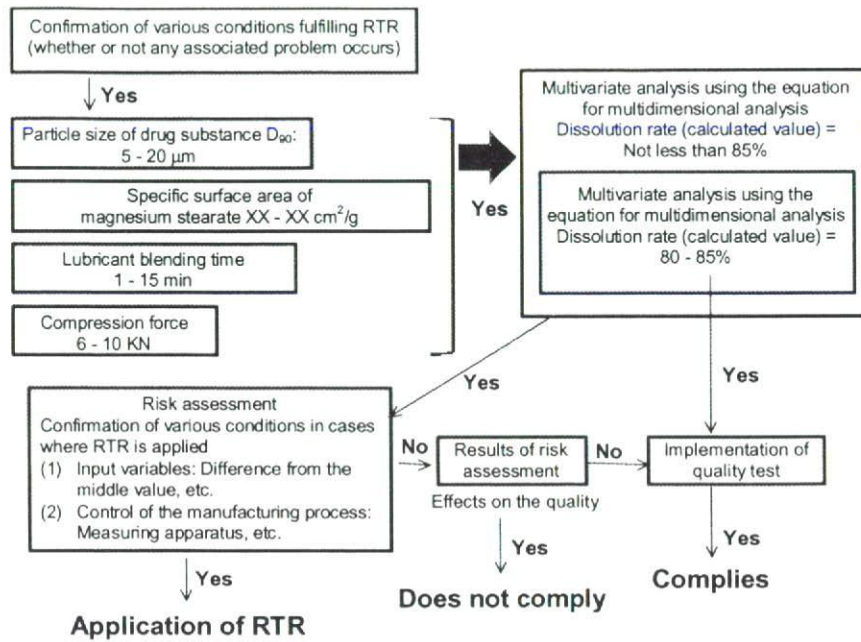 Confirmation of various conditions fulfilling RTR
(whether or not any associated problem occurs)
Yes
Particle size of drug substance D₉₀:
5 - 20 μm
Specific surface area of
magnesium stearate XX - XX cm²/g
Lubricant blending time
1 - 15 min
Compression force
6 - 10 KN
Yes
Multivariate analysis using the equation
for multidimensional analysis
Dissolution rate (calculated value) =
Not less than 85%
Multivariate analysis using the
equation for multidimensional analysis
Dissolution rate (calculated value) =
80 - 85%
Yes
Yes
Risk assessment
Confirmation of various conditions in cases
where RTR is applied
(1) Input variables: Difference from the
middle value, etc.
(2) Control of the manufacturing process:
Measuring apparatus, etc.
No
Results of risk
assessment
No
Implementation of
quality test
Effects on the quality
Yes
Yes
Yes
Application of RTR
Does not comply
Complies